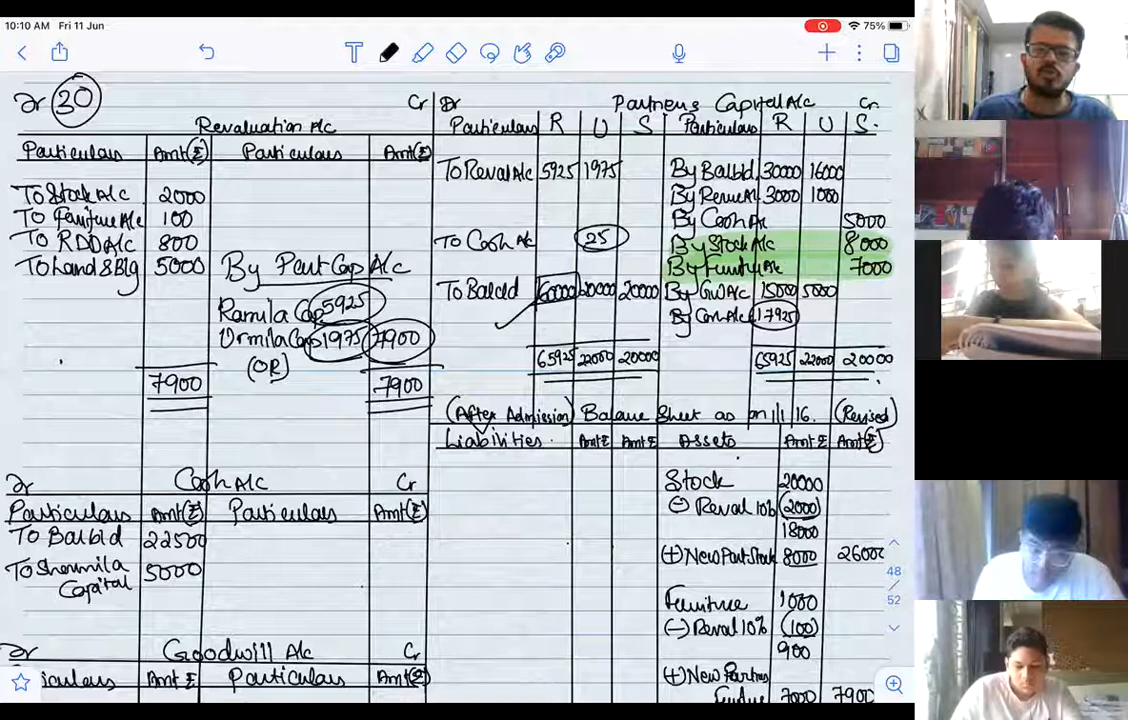 10:10 AM Fri 11 Jun
75%
Dr 30 Cr
Revaluation A/c
Particulars Amt(₹) Particulars Amt(₹)
To Stock A/c 2000
To Furniture A/c 100
To RDD A/c 800
To Land & Bldg 5000 By Part Cap A/c
Ramila Cap 5925
Urmila Cap 1975 7900
(OR)
7900 7900
Dr Partners Capital A/c Cr
Particulars R U S Particulars R U S.
To Reval A/c 5925 1975 By Bal b/d 30000 16000
By Reserve A/c 3000 1000
By Cash A/c 5000
To Cash A/c 25 By Stock A/c 8000
By Furnity A/c 7000
To Bal c/d 60000 20000 20000 By GW A/c 15000 5000
By Cash A/c 17925
65925 22000 20000 65925 22000 20000
(After Admission) Balance Sheet as on 1/1 16. (Revised)
Liabilities. Amt ₹ Amt ₹ Assets Amt ₹ Amt ₹
Stock 20000
(-) Reval 10% (2000)
18000
(+) New Part Stock 8000 26000
Furniture 1000
(-) Reval 10% (100)
900
(+) New Partner
7000 7900
Dr Cash A/c Cr
Particulars Amt(₹) Particulars Amt(₹)
To Bal b/d 22500
To Sharmila Capital 5000
Dr Goodwill A/c Cr
iculars Amt ₹ Particulars Amt ₹
48
/
52